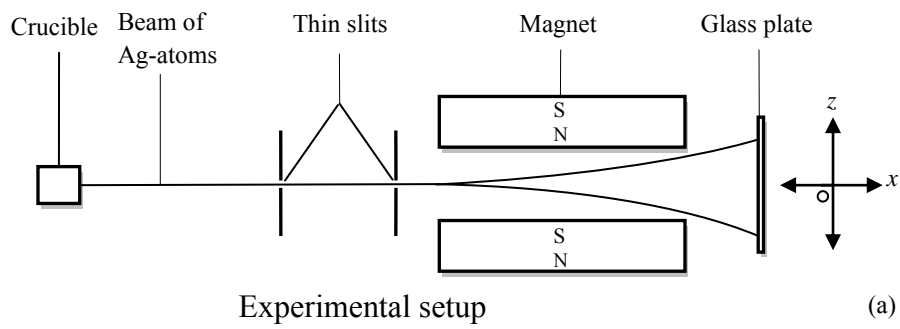 Crucible
Beam of
Ag-atoms
Thin slits
Magnet
Glass plate
S
N
z
x
O
S
N
Experimental setup
(a)